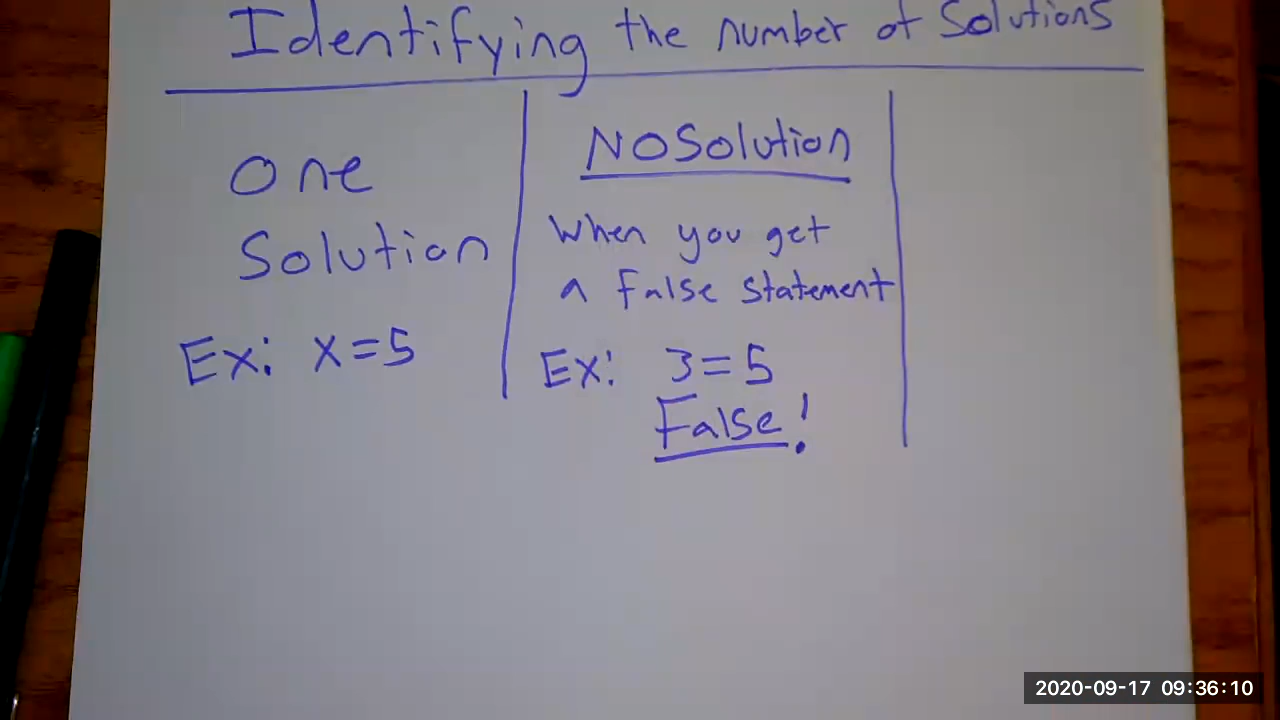 Identifying the number of Solutions
One
Solution
Ex: x=5
NO Solution
When you get
a False Statement
Ex: 3=5
False!
2020-09-17 09:36:10